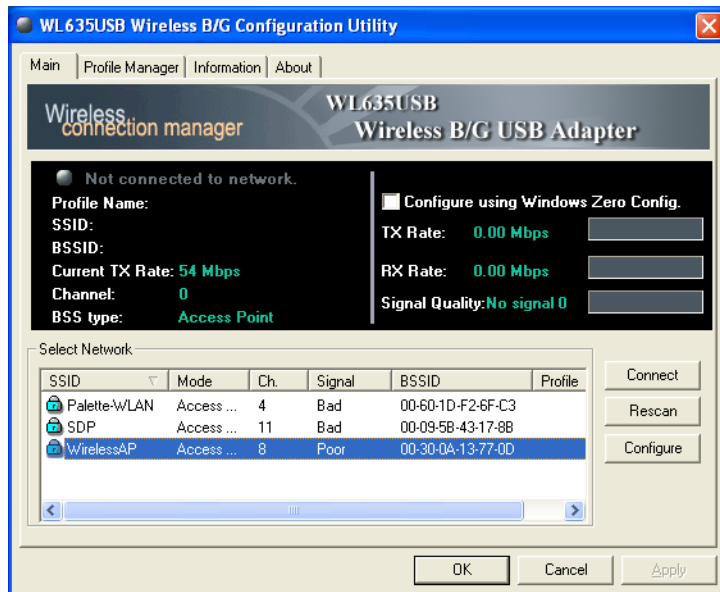 WL635USB Wireless B/G Configuration Utility
Main Profile Manager Information About
Wireless
connection manager
WL635USB
Wireless B/G USB Adapter
Not connected to network.
Profile Name:
SSID:
BSSID:
Current TX Rate: 54 Mbps
Channel: 0
BSS type: Access Point
Configure using Windows Zero Config.
TX Rate: 0.00 Mbps
RX Rate: 0.00 Mbps
Signal Quality:No signal 0
Select Network
SSID Mode Ch. Signal BSSID Profile
Palette-WLAN Access ... 4 Bad 00-60-1D-F2-6F-C3
SDP Access ... 11 Bad 00-09-5B-43-17-8B
WirelessAP Access ... 8 Poor 00-30-0A-13-77-0D
Connect
Rescan
Configure
OK Cancel Apply